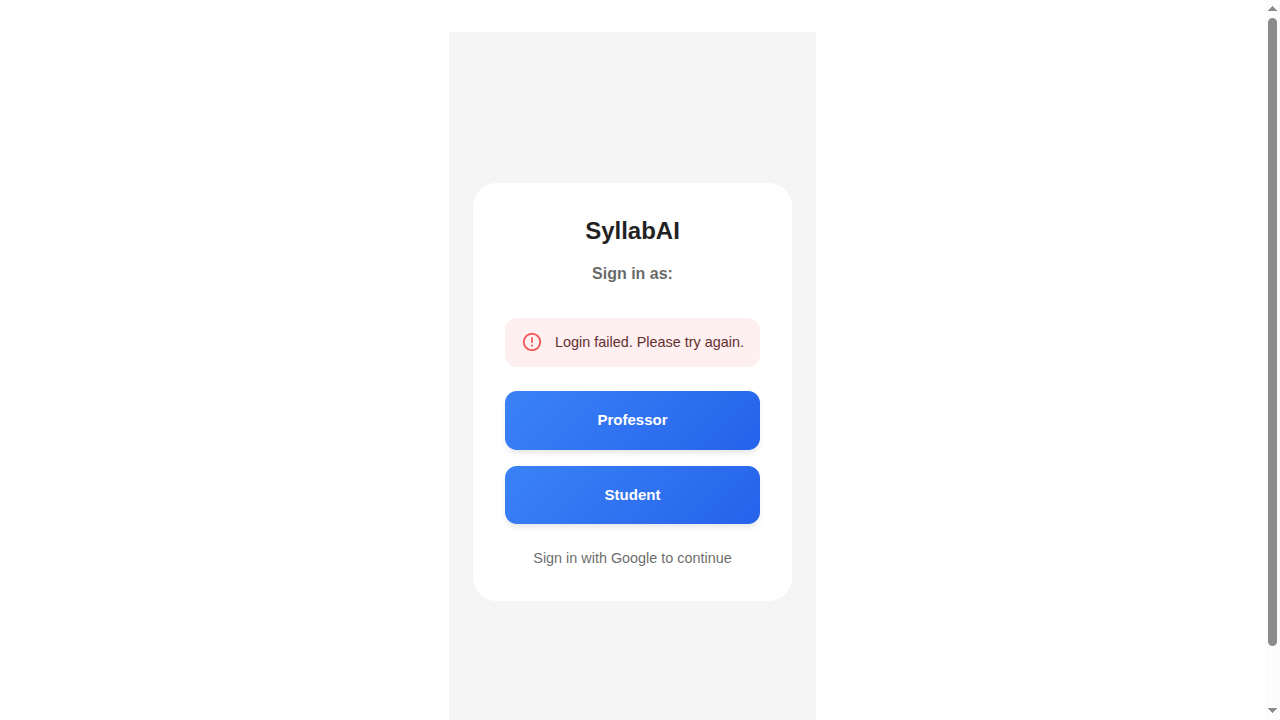 SyllabAI
Sign in as:
Login failed. Please try again.
Professor
Student
Sign in with Google to continue